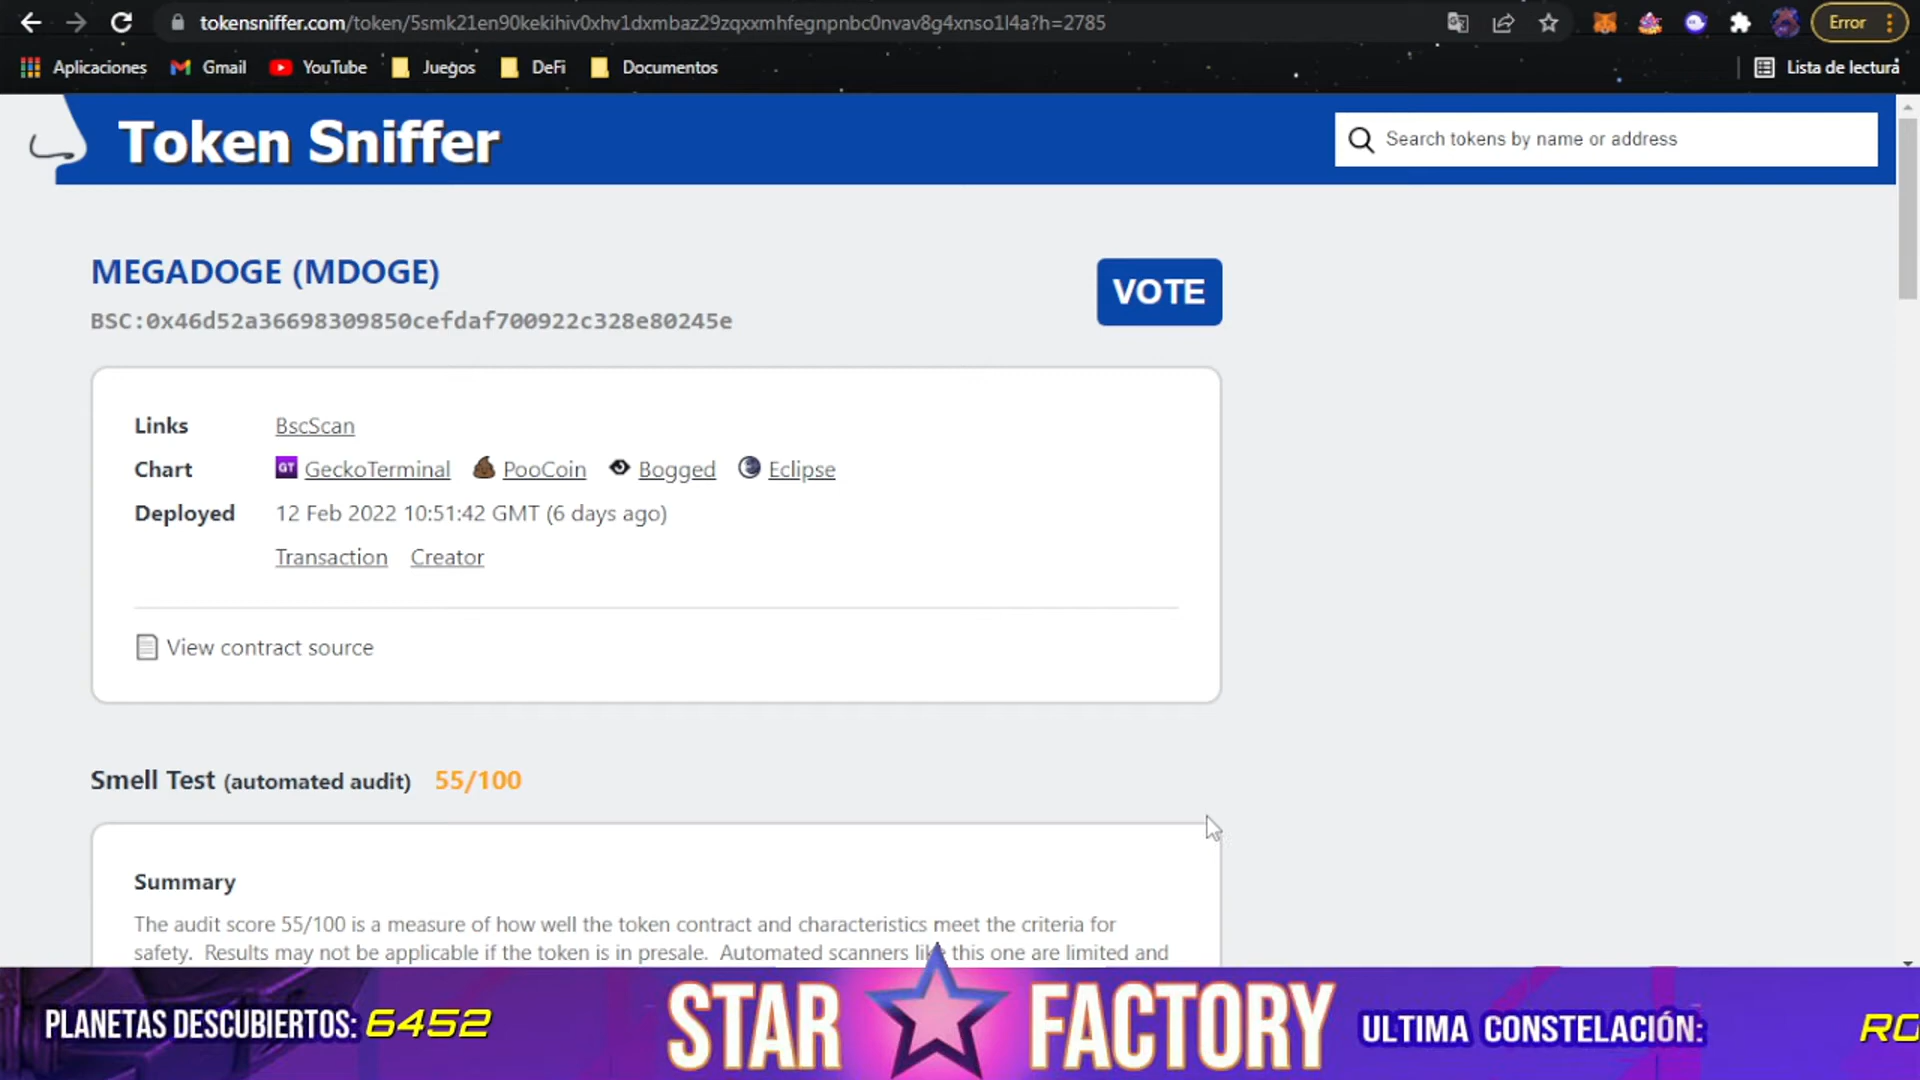 tokensniffer.com/token/5smk21en90kekihiv0xhv1dxmbaz29zqxxmhfegnpnbc0nvav8g4xnso1l4a?h=2785
Error
Aplicaciones Gmail YouTube Juegos DeFi Documentos Lista de lectura
Token Sniffer
Search tokens by name or address
MEGADOGE (MDOGE)
VOTE
BSC:0x46d52a36698309850cefdaf700922c328e80245e
Links BscScan
Chart GT GeckoTerminal PooCoin Bogged Eclipse
Deployed 12 Feb 2022 10:51:42 GMT (6 days ago)
Transaction Creator
View contract source
Smell Test (automated audit) 55/100
Summary
The audit score 55/100 is a measure of how well the token contract and characteristics meet the criteria for
safety. Results may not be applicable if the token is in presale. Automated scanners like this one are limited and
PLANETAS DESCUBIERTOS: 6452 STAR FACTORY ULTIMA CONSTELACIÓN: